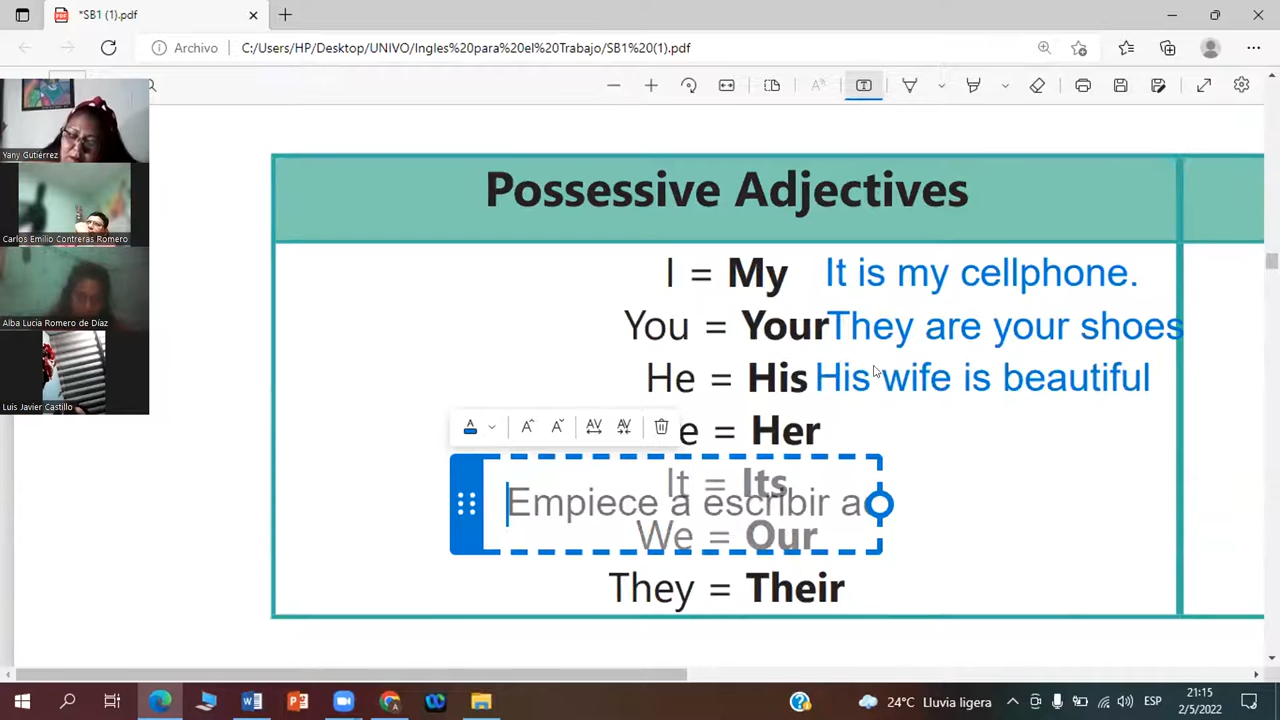 *SB1 (1).pdf
Archivo
C:/Users/HP/Desktop/UNIVO/Ingles%20para%20el%20Trabajo/SB1%20(1).pdf
Yany Gutiérrez
Carlos Emilio Contreras Romero
Alba Lucia Romero de Díaz
Luis Javier Castillo
Possessive Adjectives
I = My It is my cellphone.
You = Your They are your shoes
He = His His wife is beautiful
e = Her
It = Its
Empiece a escribir a
We = Our
They = Their
24°C Lluvia ligera
ESP
21:15
2/5/2022